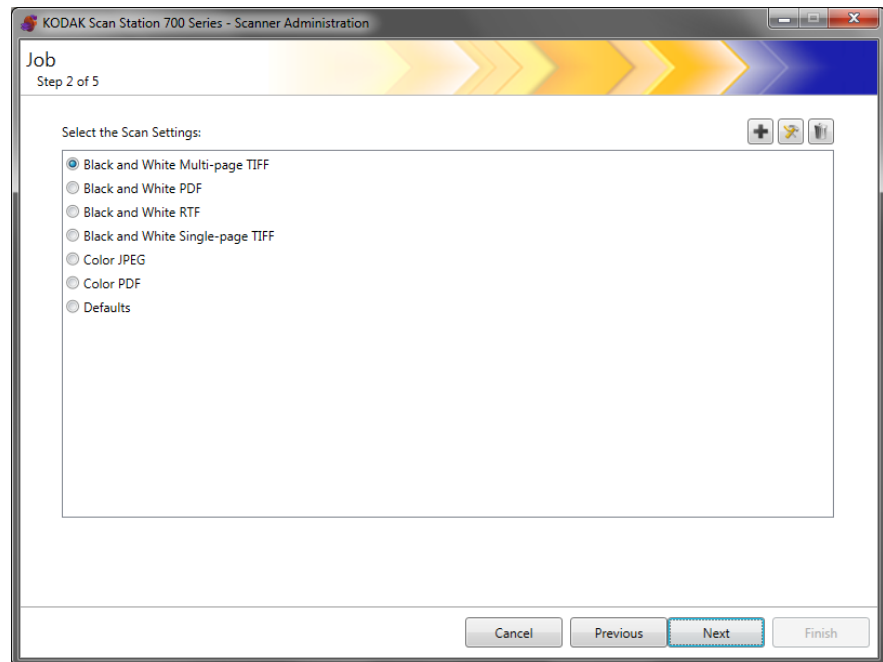 KODAK Scan Station 700 Series - Scanner Administration
Job
Step 2 of 5
Select the Scan Settings:
Black and White Multi-page TIFF
Black and White PDF
Black and White RTF
Black and White Single-page TIFF
Color JPEG
Color PDF
Defaults
Cancel Previous Next Finish